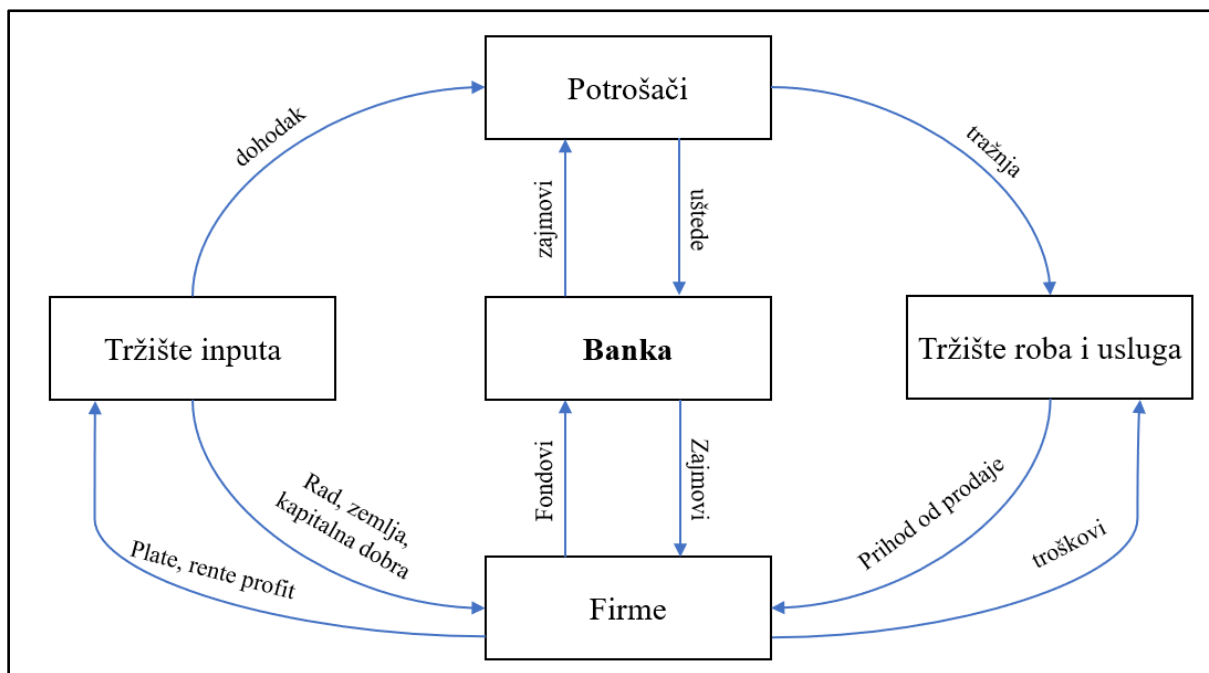 Potrošači
dohodak
tražnja
zajmovi
uštede
Tržište inputa
Banka
Tržište roba i usluga
Fondovi
Zajmovi
Rad, zemlja,
kapitalna dobra
Plate, rente profit
Prihod od prodaje
troškovi
Firme